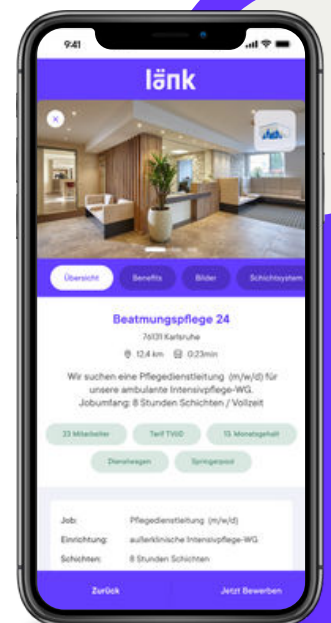 9:41
länk
Übersicht Benefits Bilder Schichtsystem
Beatmungspflege 24
76131 Karlsruhe
12,4 km 0:23min
Wir suchen eine Pflegedienstleitung (m/w/d) für
unsere ambulante Intensivpflege-WG.
Jobumfang: 8 Stunden Schichten / Vollzeit
33 Mitarbeiter Tarif TVöD 13. Monatsgehalt
Dienstwagen Springerpool
Job: Pflegedienstleitung (m/w/d)
Einrichtung: außerklinische Intensivpflege-WG
Schichten: 8 Stunden Schichten
Zurück Jetzt Bewerben